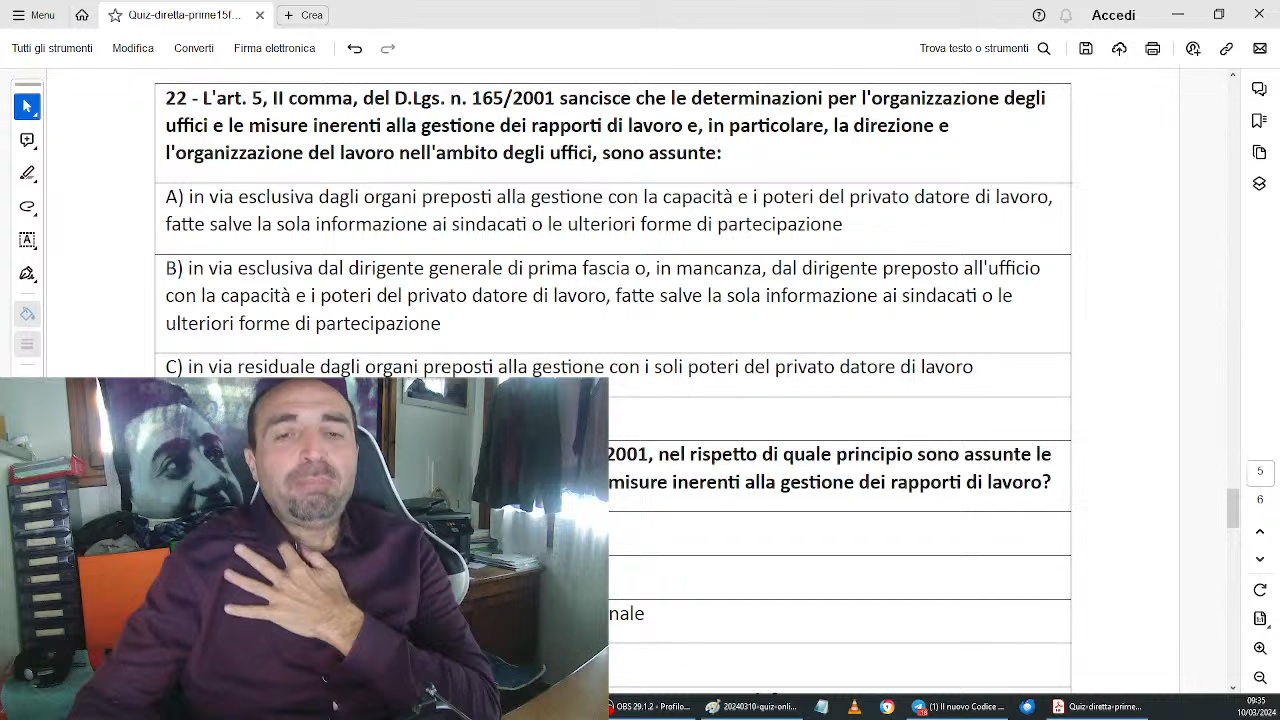 Menu
Quiz-diretta-prime15f...
Crea
Accedi
Tutti gli strumenti
Modifica
Converti
Firma elettronica
Trova testo o strumenti
22 - L'art. 5, II comma, del D.Lgs. n. 165/2001 sancisce che le determinazioni per l'organizzazione degli
uffici e le misure inerenti alla gestione dei rapporti di lavoro e, in particolare, la direzione e
l'organizzazione del lavoro nell'ambito degli uffici, sono assunte:
A) in via esclusiva dagli organi preposti alla gestione con la capacità e i poteri del privato datore di lavoro,
fatte salve la sola informazione ai sindacati o le ulteriori forme di partecipazione
B) in via esclusiva dal dirigente generale di prima fascia o, in mancanza, dal dirigente preposto all'ufficio
con la capacità e i poteri del privato datore di lavoro, fatte salve la sola informazione ai sindacati o le
ulteriori forme di partecipazione
C) in via residuale dagli organi preposti alla gestione con i soli poteri del privato datore di lavoro
2001, nel rispetto di quale principio sono assunte le
misure inerenti alla gestione dei rapporti di lavoro?
nale
5
6
OBS 29.1.2 - Profilo...
20240310-quiz-onli...
(1) Il nuovo Codice ...
Quiz-diretta-prime...
09:35
10/03/2024